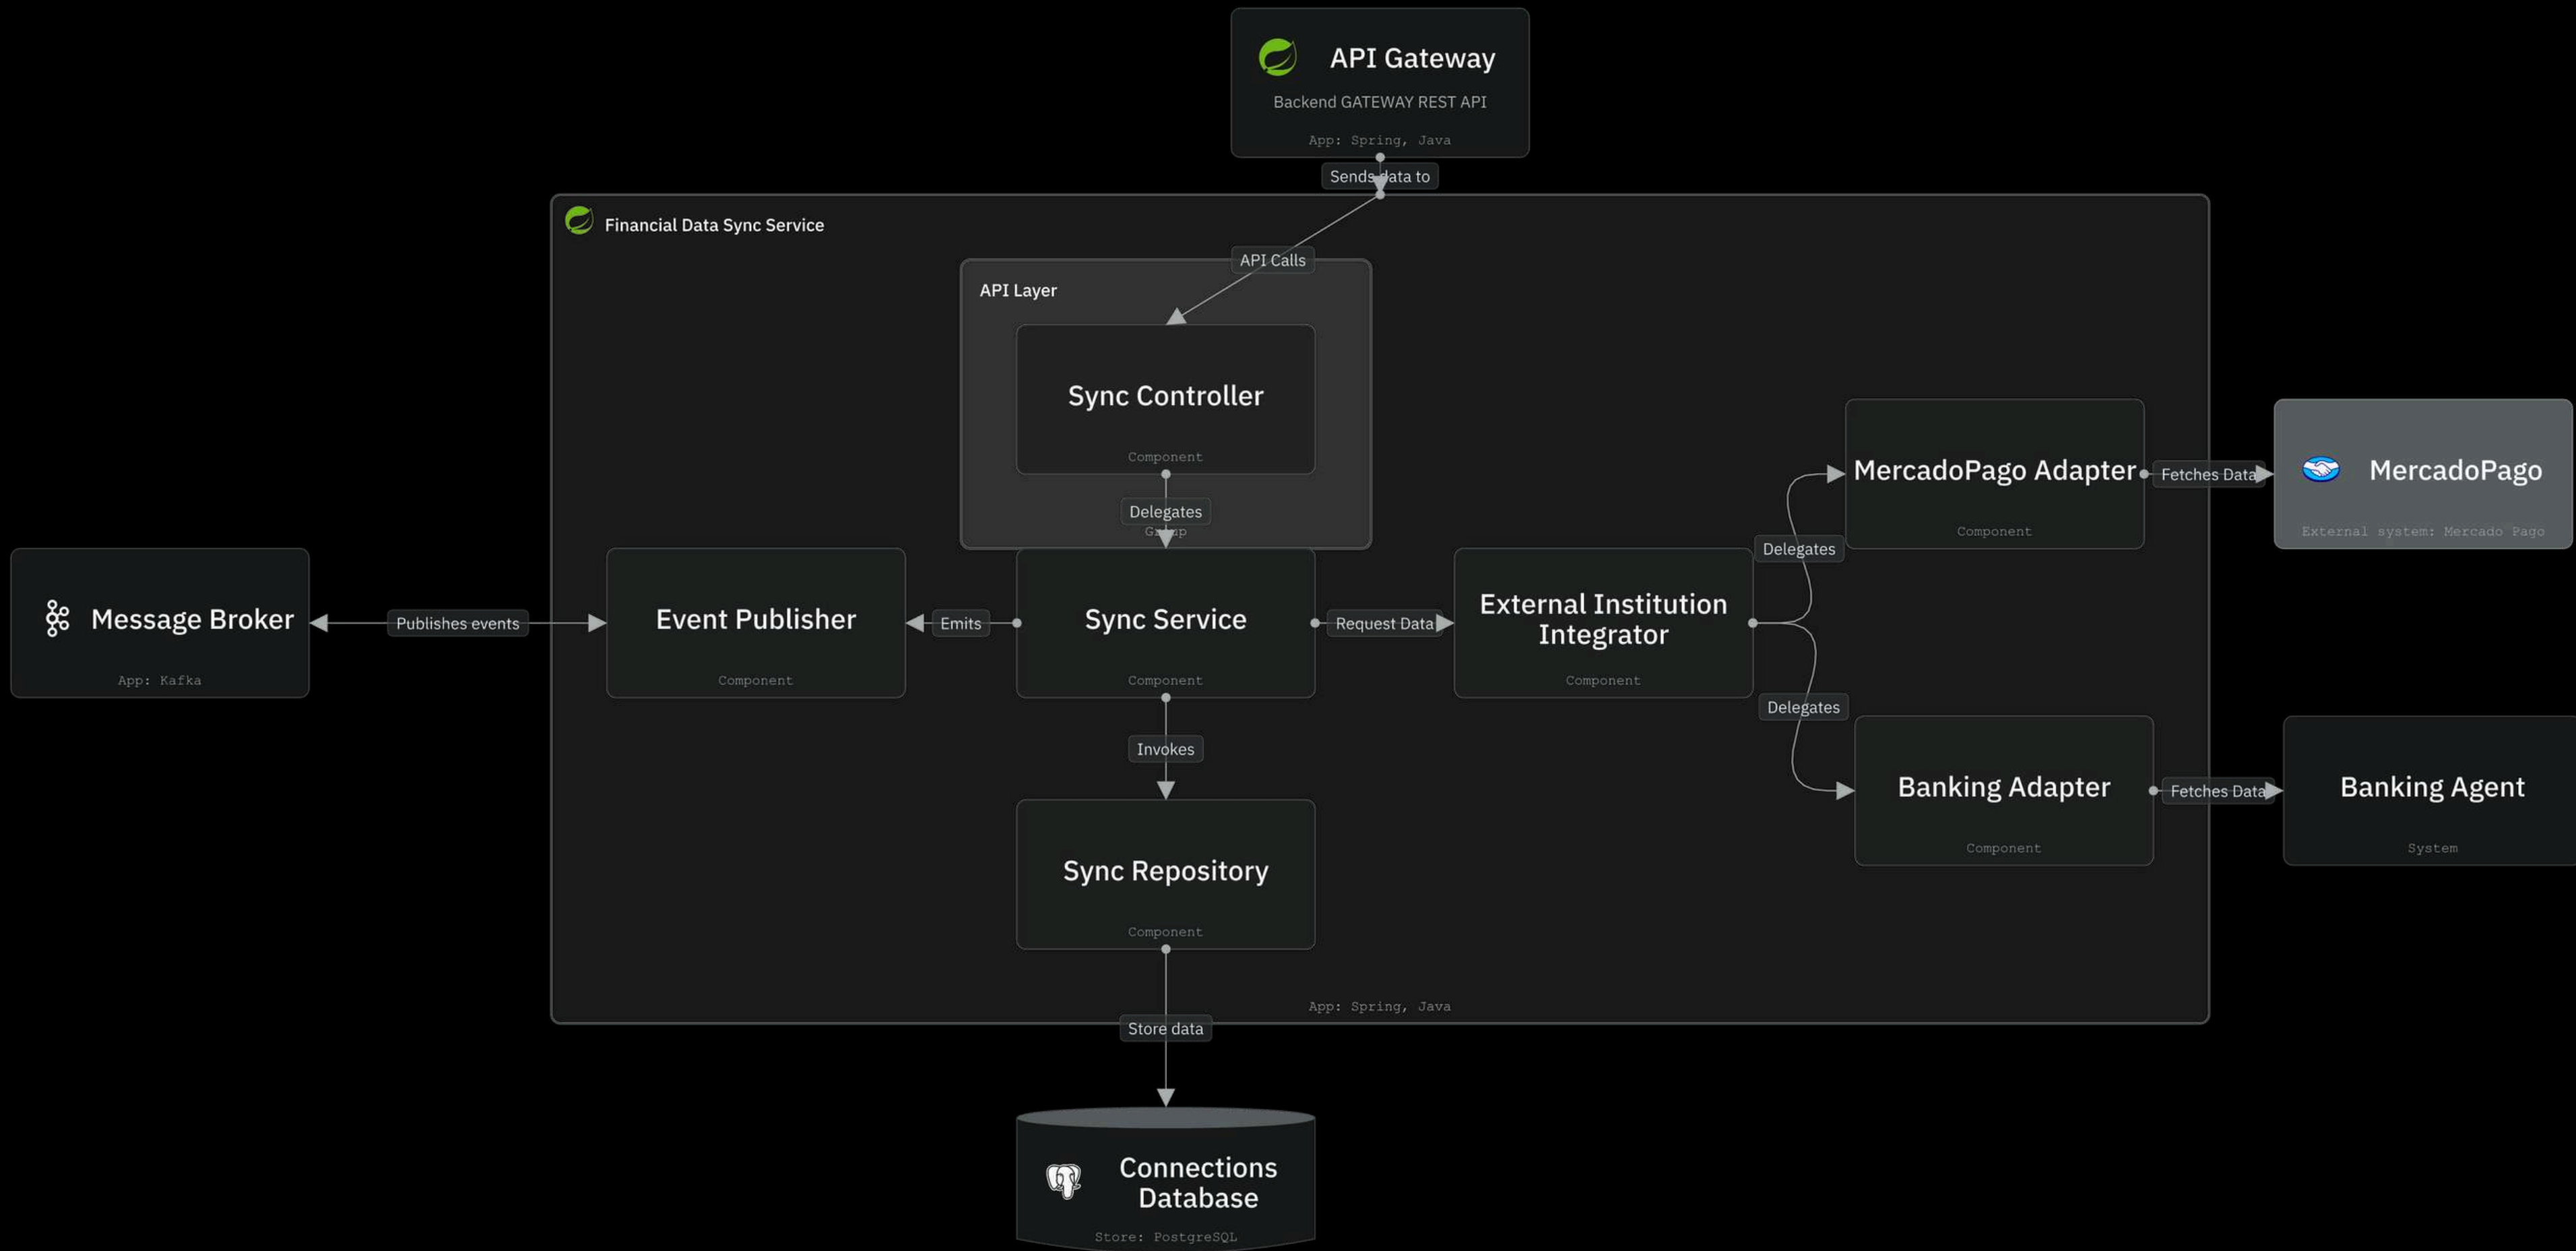 API Gateway
Backend GATEWAY REST API
App: Spring, Java
Sends data to
Financial Data Sync Service
API Calls
API Layer
Sync Controller
Component
Delegates
Group
Message Broker
App: Kafka
Publishes events
Event Publisher
Component
Emits
Sync Service
Component
Request Data
External Institution
Integrator
Component
Delegates
MercadoPago Adapter
Component
Fetches Data
MercadoPago
External system: Mercado Pago
Delegates
Banking Adapter
Component
Fetches Data
Banking Agent
System
Invokes
Sync Repository
Component
App: Spring, Java
Store data
Connections
Database
Store: PostgreSQL